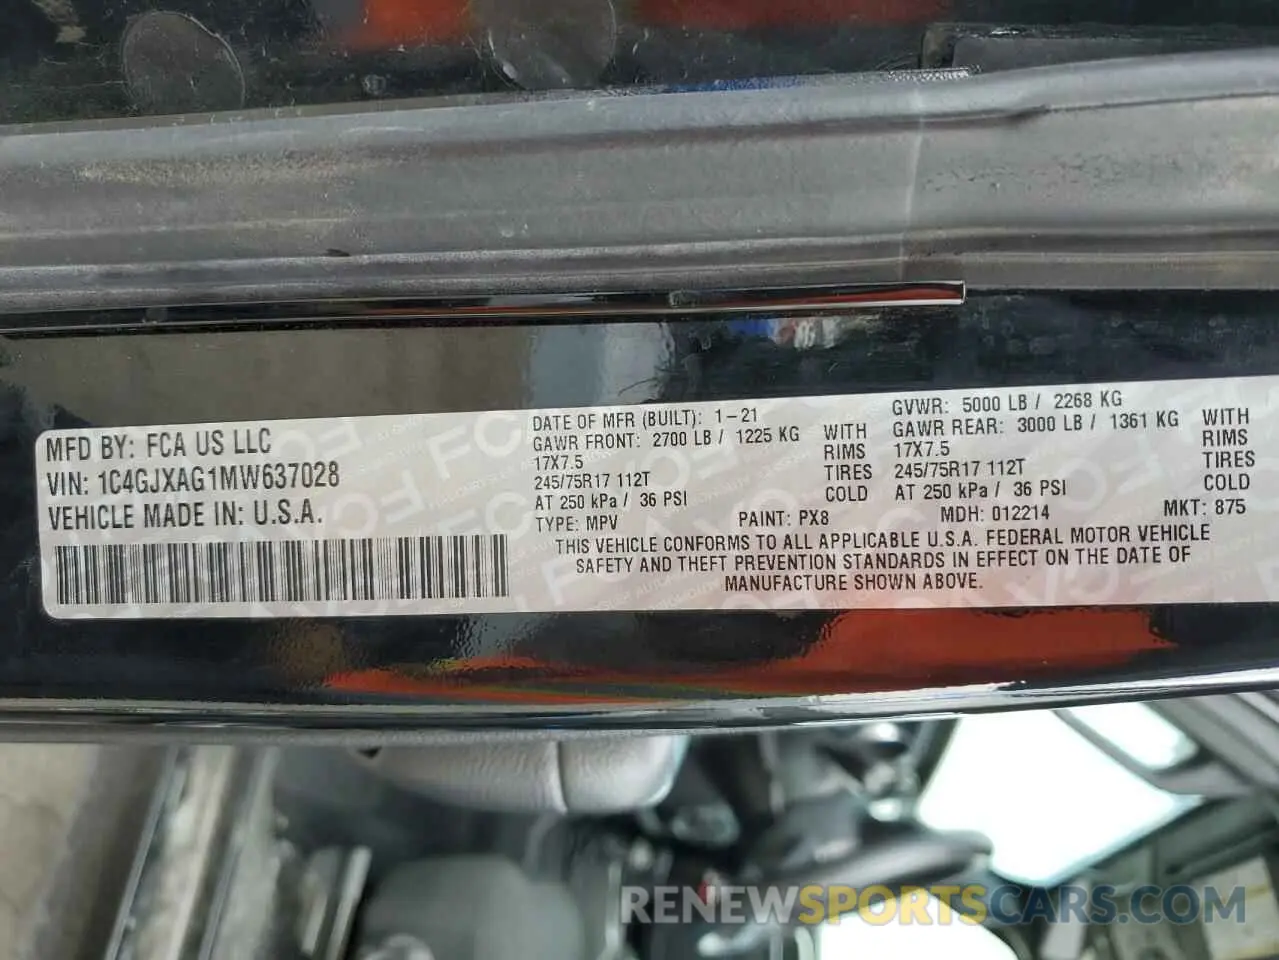 MFD BY: FCA US LLC
VIN: 1C4GJXAG1MW637028
VEHICLE MADE IN: U.S.A.
DATE OF MFR (BUILT): 1-21
GAWR FRONT: 2700 LB / 1225 KG WITH
17X7.5 RIMS
245/75R17 112T TIRES
AT 250 kPa / 36 PSI COLD
GVWR: 5000 LB / 2268 KG
GAWR REAR: 3000 LB / 1361 KG WITH
17X7.5 RIMS
245/75R17 112T TIRES
AT 250 kPa / 36 PSI COLD
TYPE: MPV PAINT: PX8 MDH: 012214 MKT: 875
THIS VEHICLE CONFORMS TO ALL APPLICABLE U.S.A. FEDERAL MOTOR VEHICLE
SAFETY AND THEFT PREVENTION STANDARDS IN EFFECT ON THE DATE OF
MANUFACTURE SHOWN ABOVE.
RENEWSPORTSCARS.COM